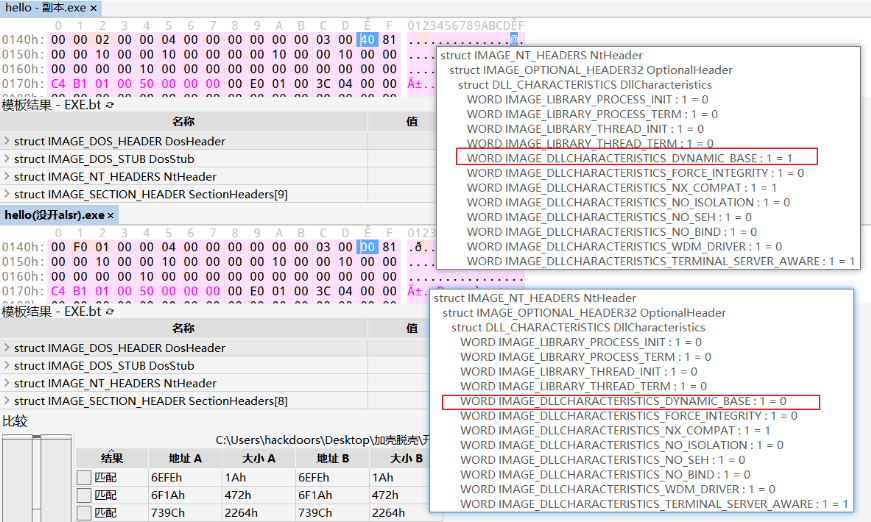 hello - 副本.exe ×
0 1 2 3 4 5 6 7 8 9 A B C D E F 0123456789ABCDEF
0140h: 00 00 02 00 00 04 00 00 00 00 00 00 03 00 40 81 ..............@
0150h: 00 00 10 00 00 10 00 00 00 00 10 00 00 10 00 00
0160h: 00 00 00 00 10 00 00 00 00 00 00 00 00 00 00 00
0170h: C4 B1 01 00 50 00 00 00 00 E0 01 00 3C 04 00 00 Ä±..
模板结果 - EXE.bt
名称 值
struct IMAGE_DOS_HEADER DosHeader
struct IMAGE_DOS_STUB DosStub
struct IMAGE_NT_HEADERS NtHeader
struct IMAGE_SECTION_HEADER SectionHeaders[9]
struct IMAGE_NT_HEADERS NtHeader
struct IMAGE_OPTIONAL_HEADER32 OptionalHeader
struct DLL_CHARACTERISTICS DllCharacteristics
WORD IMAGE_LIBRARY_PROCESS_INIT : 1 = 0
WORD IMAGE_LIBRARY_PROCESS_TERM : 1 = 0
WORD IMAGE_LIBRARY_THREAD_INIT : 1 = 0
WORD IMAGE_LIBRARY_THREAD_TERM : 1 = 0
WORD IMAGE_DLLCHARACTERISTICS_DYNAMIC_BASE : 1 = 1
WORD IMAGE_DLLCHARACTERISTICS_FORCE_INTEGRITY : 1 = 0
WORD IMAGE_DLLCHARACTERISTICS_NX_COMPAT : 1 = 1
WORD IMAGE_DLLCHARACTERISTICS_NO_ISOLATION : 1 = 0
WORD IMAGE_DLLCHARACTERISTICS_NO_SEH : 1 = 0
WORD IMAGE_DLLCHARACTERISTICS_NO_BIND : 1 = 0
WORD IMAGE_DLLCHARACTERISTICS_WDM_DRIVER : 1 = 0
WORD IMAGE_DLLCHARACTERISTICS_TERMINAL_SERVER_AWARE : 1 = 1
hello(没开alsr).exe ×
0 1 2 3 4 5 6 7 8 9 A B C D E F 0123456789ABCDEF
0140h: 00 F0 01 00 00 04 00 00 00 00 00 00 03 00 00 81 .ð..
0150h: 00 00 10 00 00 10 00 00 00 00 10 00 00 10 00 00
0160h: 00 00 00 00 10 00 00 00 00 00 00 00 00 00 00 00
0170h: C4 B1 01 00 50 00 00 00 00 E0 01 00 3C 04 00 00 Ä±..
模板结果 - EXE.bt
名称 值
struct IMAGE_DOS_HEADER DosHeader
struct IMAGE_DOS_STUB DosStub
struct IMAGE_NT_HEADERS NtHeader
struct IMAGE_SECTION_HEADER SectionHeaders[8]
struct IMAGE_NT_HEADERS NtHeader
struct IMAGE_OPTIONAL_HEADER32 OptionalHeader
struct DLL_CHARACTERISTICS DllCharacteristics
WORD IMAGE_LIBRARY_PROCESS_INIT : 1 = 0
WORD IMAGE_LIBRARY_PROCESS_TERM : 1 = 0
WORD IMAGE_LIBRARY_THREAD_INIT : 1 = 0
WORD IMAGE_LIBRARY_THREAD_TERM : 1 = 0
WORD IMAGE_DLLCHARACTERISTICS_DYNAMIC_BASE : 1 = 0
WORD IMAGE_DLLCHARACTERISTICS_FORCE_INTEGRITY : 1 = 0
WORD IMAGE_DLLCHARACTERISTICS_NX_COMPAT : 1 = 1
WORD IMAGE_DLLCHARACTERISTICS_NO_ISOLATION : 1 = 0
WORD IMAGE_DLLCHARACTERISTICS_NO_SEH : 1 = 0
WORD IMAGE_DLLCHARACTERISTICS_NO_BIND : 1 = 0
WORD IMAGE_DLLCHARACTERISTICS_WDM_DRIVER : 1 = 0
WORD IMAGE_DLLCHARACTERISTICS_TERMINAL_SERVER_AWARE : 1 = 1
比较
C:\Users\hackdoors\Desktop\加壳脱壳\开
结果 地址 A 大小 A 地址 B 大小 B
匹配 6EFEh 1Ah 6EFEh 1Ah
匹配 6F1Ah 472h 6F1Ah 472h
匹配 739Ch 2264h 739Ch 2264h